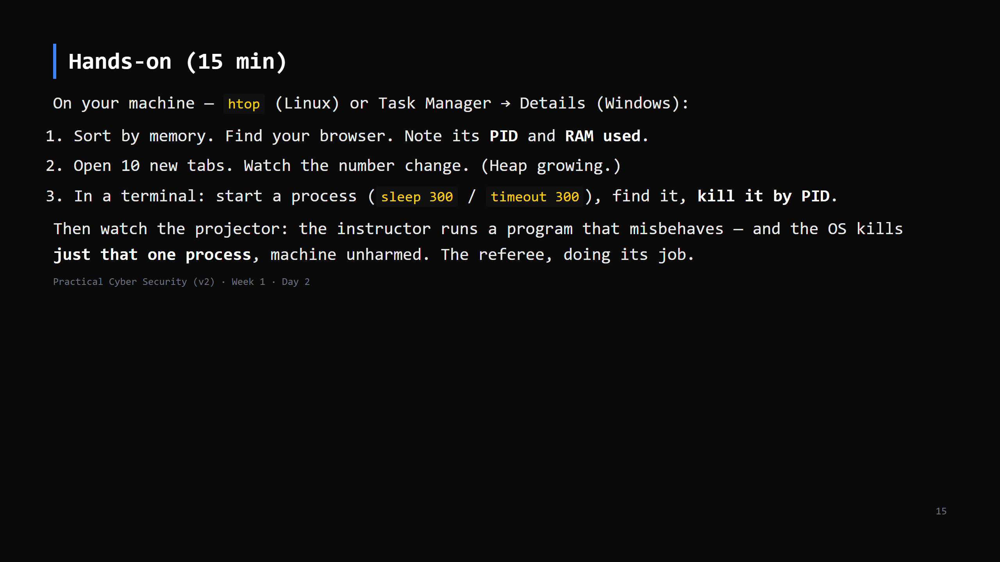 Hands-on (15 min)
On your machine — htop (Linux) or Task Manager → Details (Windows):
1. Sort by memory. Find your browser. Note its PID and RAM used.
2. Open 10 new tabs. Watch the number change. (Heap growing.)
3. In a terminal: start a process (sleep 300 / timeout 300), find it, kill it by PID.
Then watch the projector: the instructor runs a program that misbehaves — and the OS kills
just that one process, machine unharmed. The referee, doing its job.
Practical Cyber Security (v2) · Week 1 · Day 2
15